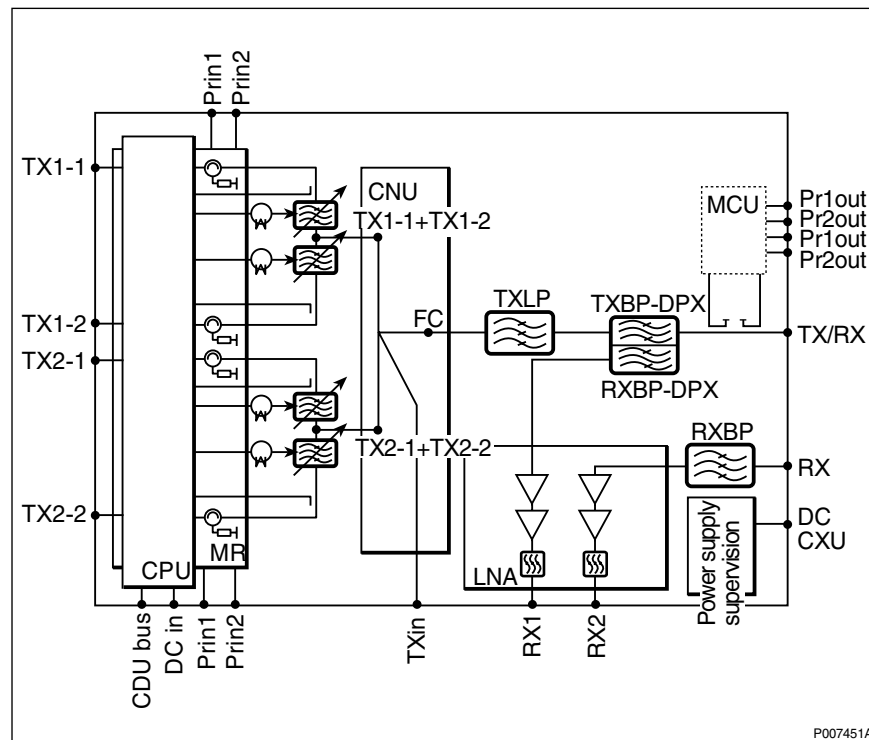 Prin1
Prin2
TX1-1
CNU
TX1-1+TX1-2
MCU
Pr1out
Pr2out
Pr1out
Pr2out
TX1-2
TX2-1
FC
TXLP
TXBP-DPX
TX/RX
RXBP-DPX
TX2-1+TX2-2
RXBP
RX
TX2-2
DC
CXU
MR
CPU
LNA
Power supply
supervision
CDU bus
DC in
Prin1
Prin2
TXin
RX1
RX2
P007451A